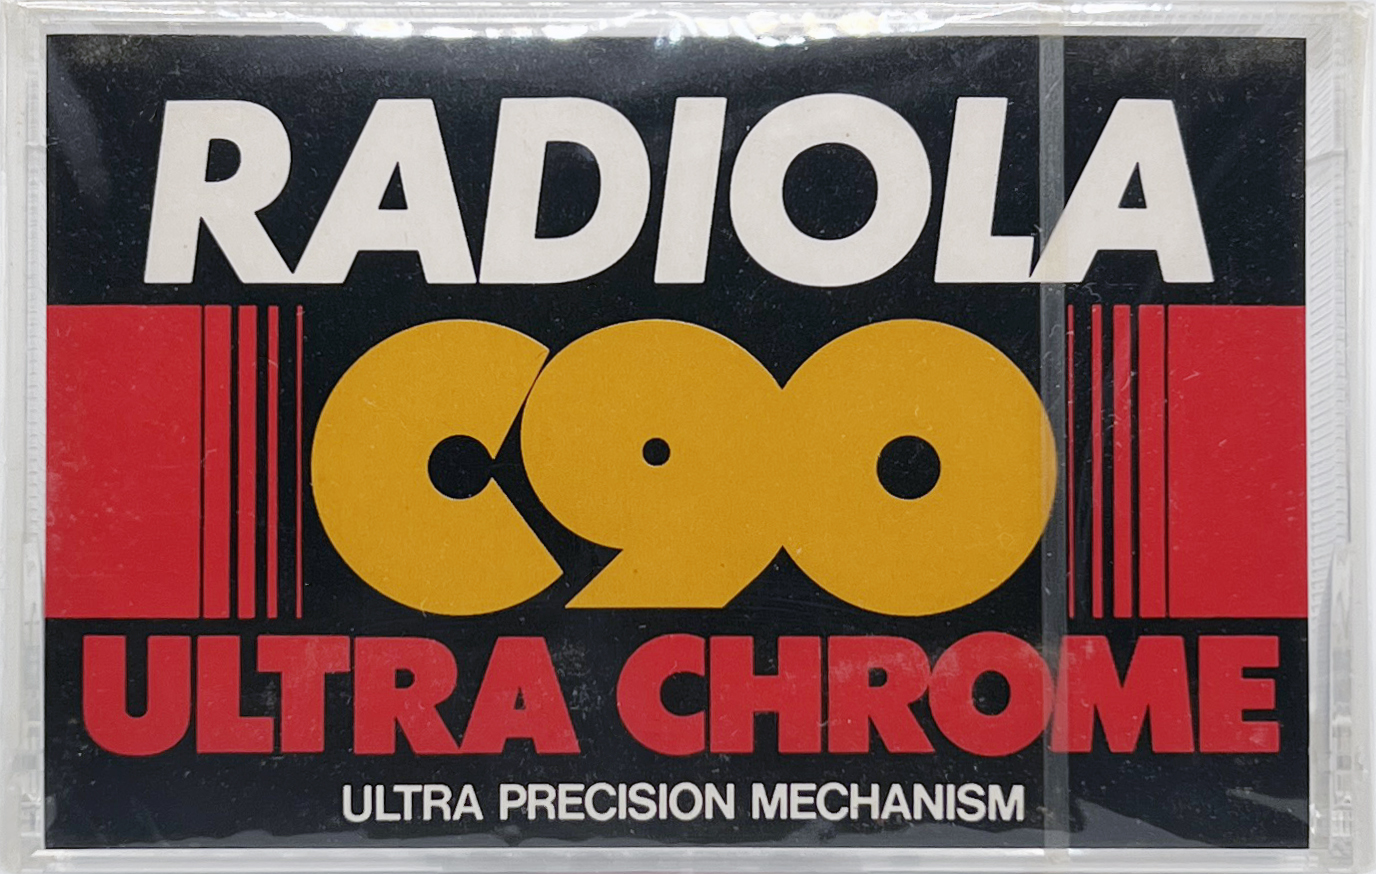 RADIOLA
C90
ULTRA CHROME
ULTRA PRECISION MECHANISM